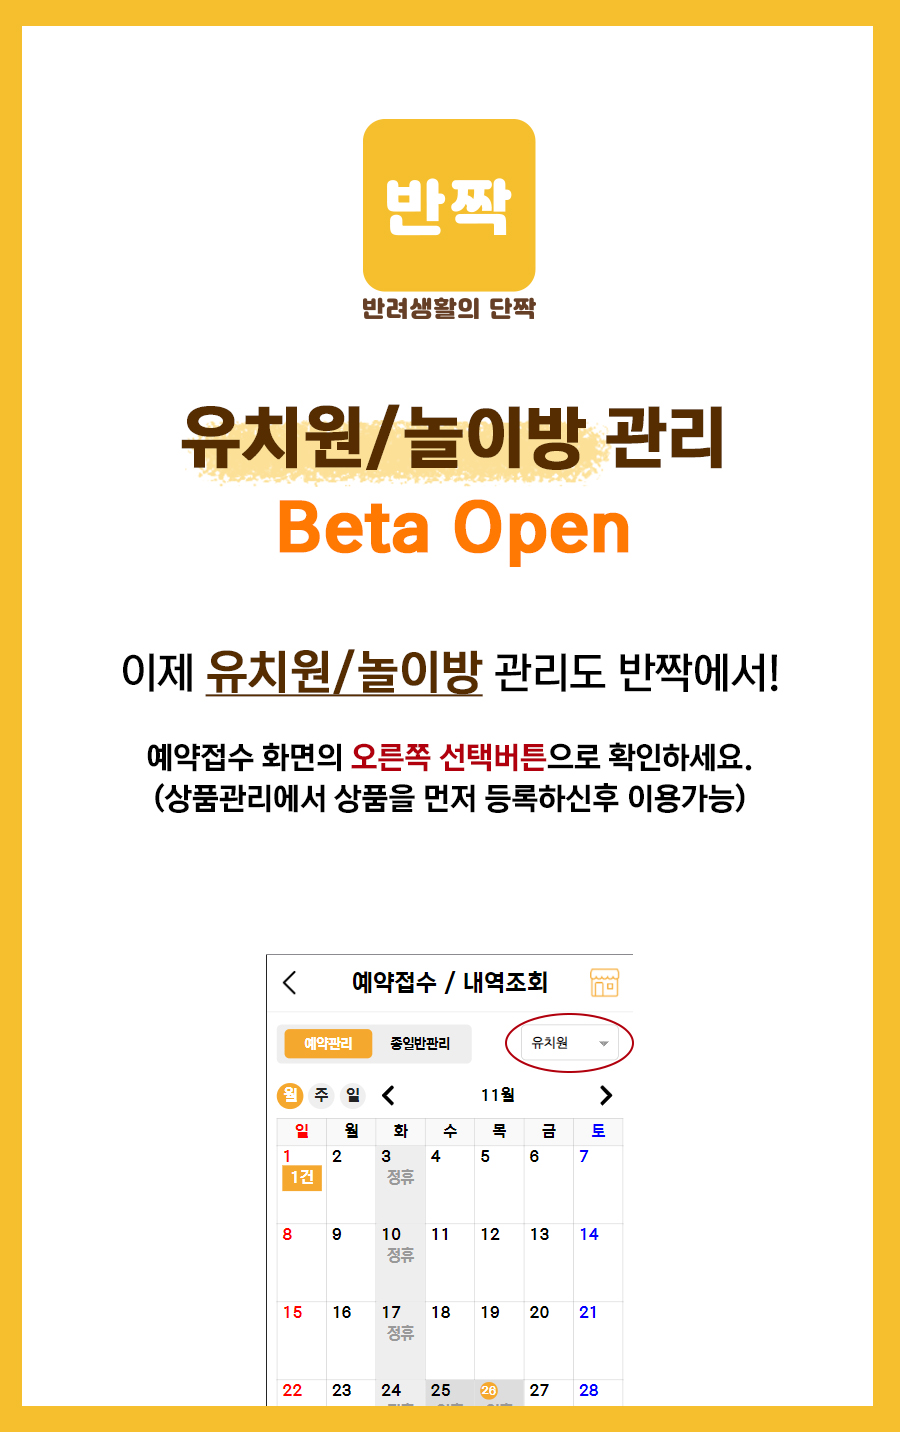 반짝
반려생활의 단짝
유치원/놀이방 관리
Beta Open
이제 유치원/놀이방 관리도 반짝에서!
예약접수 화면의 오른쪽 선택버튼으로 확인하세요.
(상품관리에서 상품을 먼저 등록하신후 이용가능)
예약접수 / 내역조회
예약관리 종일반관리 유치원
월 주 일 11월
일 월 화 수 목 금 토
1 2 3 4 5 6 7
1건 정휴
8 9 10 11 12 13 14
정휴
15 16 17 18 19 20 21
정휴
22 23 24 25 26 27 28